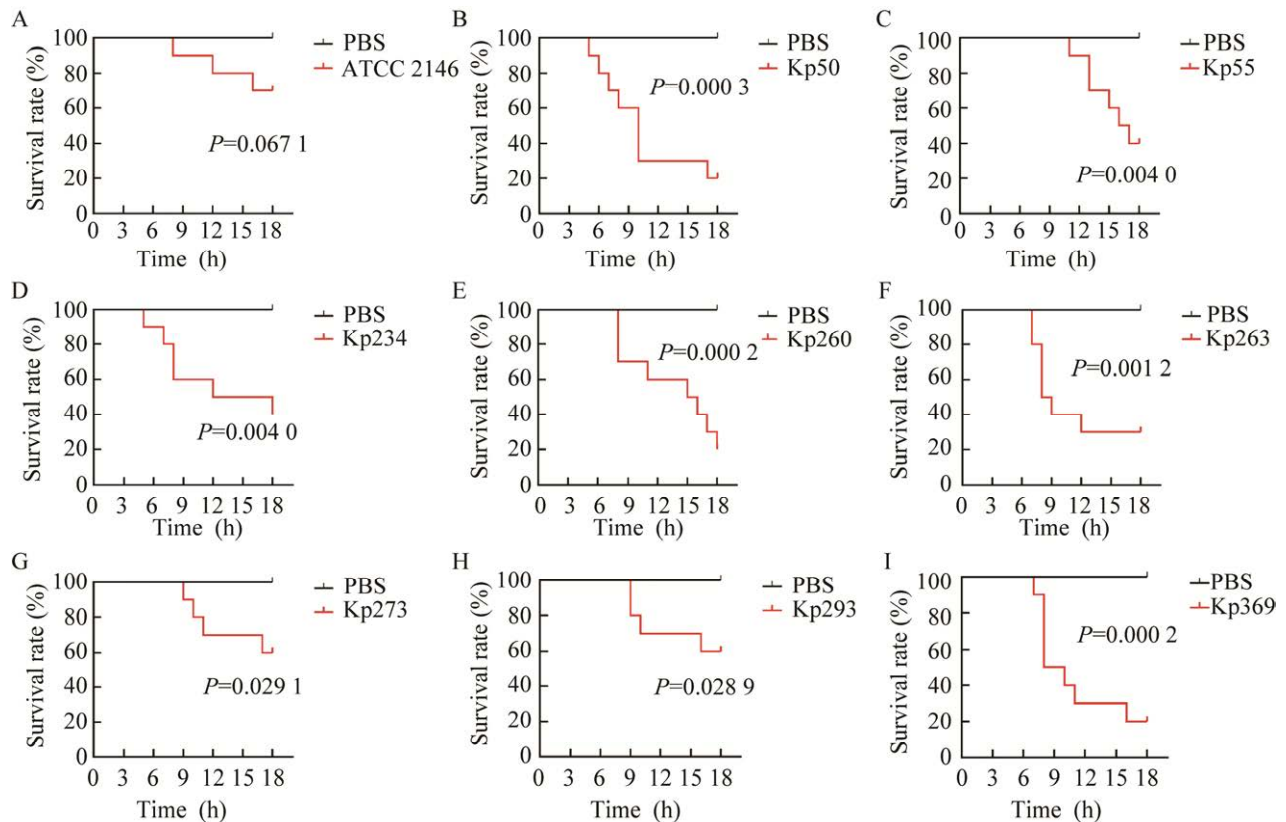 A
Survival rate (%)
100
80
60
40
20
0
0 3 6 9 12 15 18
Time (h)
PBS
ATCC 2146
P=0.067 1
B
Survival rate (%)
100
80
60
40
20
0
0 3 6 9 12 15 18
Time (h)
PBS
Kp50
P=0.000 3
C
Survival rate (%)
100
80
60
40
20
0
0 3 6 9 12 15 18
Time (h)
PBS
Kp55
P=0.004 0
D
Survival rate (%)
100
80
60
40
20
0
0 3 6 9 12 15 18
Time (h)
PBS
Kp234
P=0.004 0
E
Survival rate (%)
100
80
60
40
20
0
0 3 6 9 12 15 18
Time (h)
PBS
Kp260
P=0.000 2
F
Survival rate (%)
100
80
60
40
20
0
0 3 6 9 12 15 18
Time (h)
PBS
Kp263
P=0.001 2
G
Survival rate (%)
100
80
60
40
20
0
0 3 6 9 12 15 18
Time (h)
PBS
Kp273
P=0.029 1
H
Survival rate (%)
100
80
60
40
20
0
0 3 6 9 12 15 18
Time (h)
PBS
Kp293
P=0.028 9
I
Survival rate (%)
100
80
60
40
20
0
0 3 6 9 12 15 18
Time (h)
PBS
Kp369
P=0.000 2